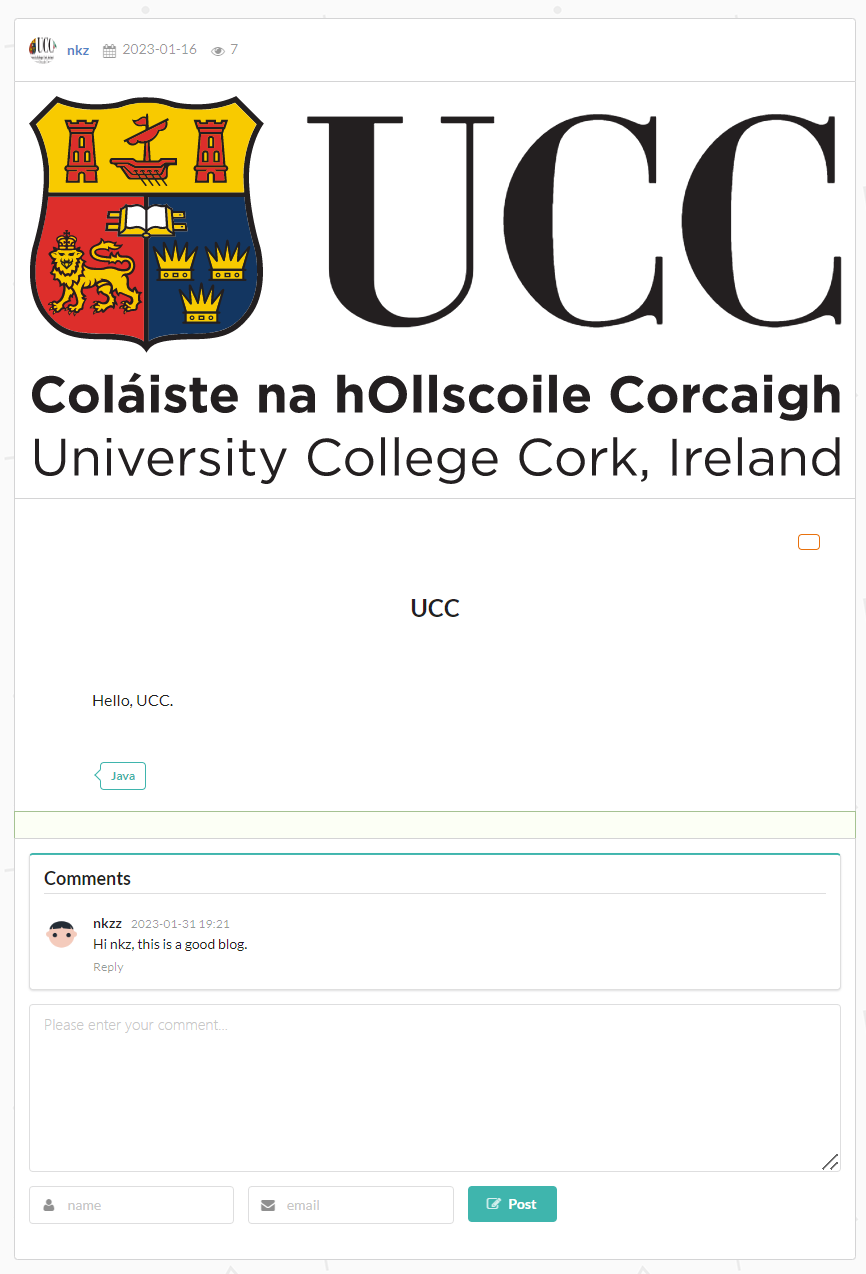 nkz 2023-01-16 7
UCC
Coláiste na hOllscoile Corcaigh
University College Cork, Ireland
UCC
Hello, UCC.
Java
Comments
nkzz 2023-01-31 19:21
Hi nkz, this is a good blog.
Reply
Please enter your comment...
name email Post